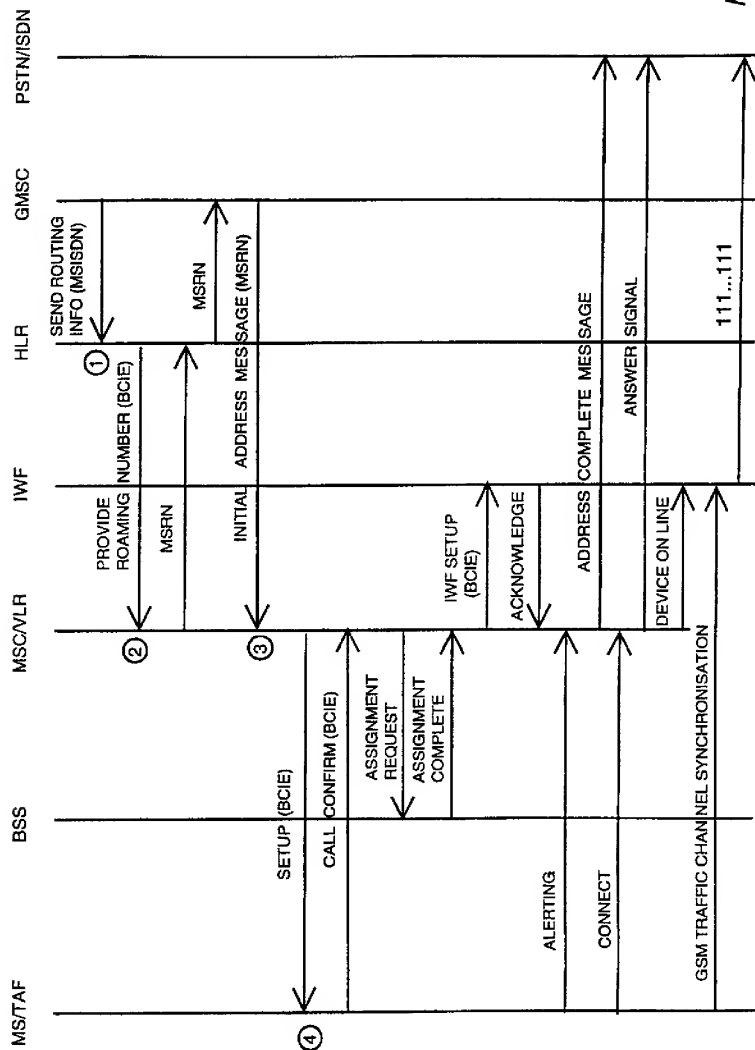 MS/TAF
BSS
MSC/VLR
IWF
HLR
GMSC
PSTN/ISDN
SEND ROUTING
INFO (MSISDN)
1
PROVIDE
ROAMING NUMBER (BCIE)
2
MSRN
MSRN
INITIAL ADDRESS MESSAGE (MSRN)
3
SETUP (BCIE)
4
CALL CONFIRM (BCIE)
ASSIGNMENT
REQUEST
ASSIGNMENT
COMPLETE
IWF SETUP
(BCIE)
ACKNOWLEDGE
ALERTING
ADDRESS COMPLETE MESSAGE
CONNECT
ANSWER SIGNAL
DEVICE ON LINE
GSM TRAFFIC CHANNEL SYNCHRONISATION
111...111